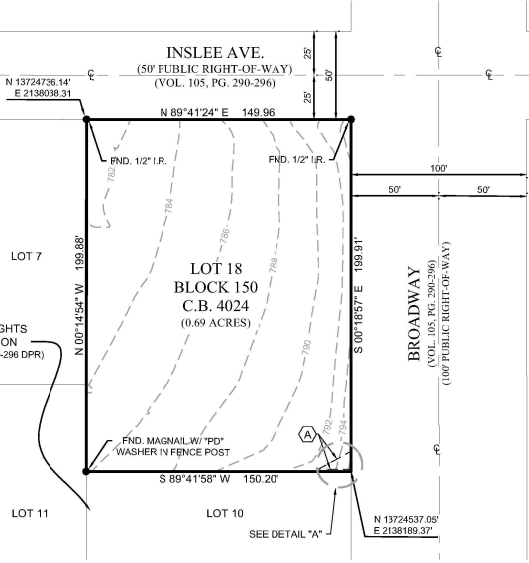 INSLEE AVE.
(50' PUBLIC RIGHT-OF-WAY)
(VOL. 105, PG. 290-296)
25'
50'
25'
N 13724736.14'
E 2138038.31
N 89°41'24" E 149.96
FND. 1/2" I.R.
FND. 1/2" I.R.
782
784
786
788
790
792
794
100'
50'
50'
LOT 7
N 00°14'54" W 199.88'
LOT 18
BLOCK 150
C.B. 4024
(0.69 ACRES)
S 00°18'57" E 199.91'
BROADWAY
(VOL. 105, PG. 290-296)
(100' PUBLIC RIGHT-OF-WAY)
GHTS
ON
-296 DPR)
A
FND. MAGNAIL W/ "PD"
WASHER IN FENCE POST
S 89°41'58" W 150.20'
LOT 11
LOT 10
SEE DETAIL "A"
N 13724537.05'
E 2138189.37'